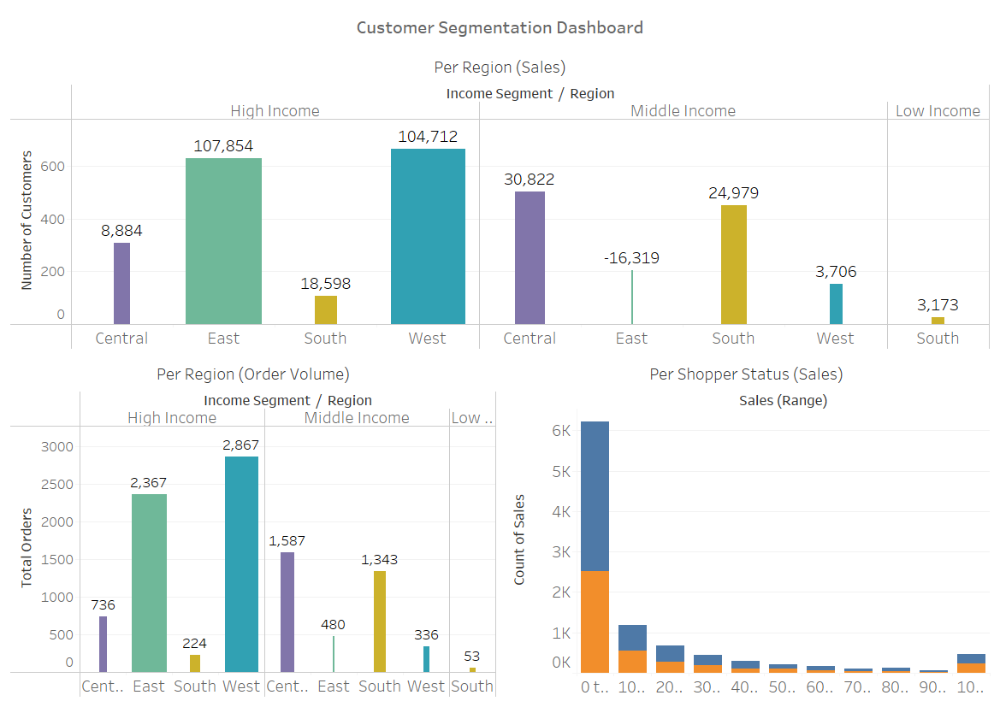 Customer Segmentation Dashboard
Per Region (Sales)
Income Segment / Region
High Income Middle Income Low Income
Number of Customers
600
400
200
0
107,854
104,712
8,884
18,598
30,822
-16,319
24,979
3,706
3,173
Central East South West Central East South West South
Per Region (Order Volume)
Income Segment / Region
High Income Middle Income Low ..
Total Orders
3000
2500
2000
1500
1000
500
0
736
2,367
224
2,867
1,587
480
1,343
336
53
Cent.. East South West Cent.. East South West South
Per Shopper Status (Sales)
Sales (Range)
Count of Sales
6K
5K
4K
3K
2K
1K
0K
0 t.. 10.. 20.. 30.. 40.. 50.. 60.. 70.. 80.. 90.. 10..